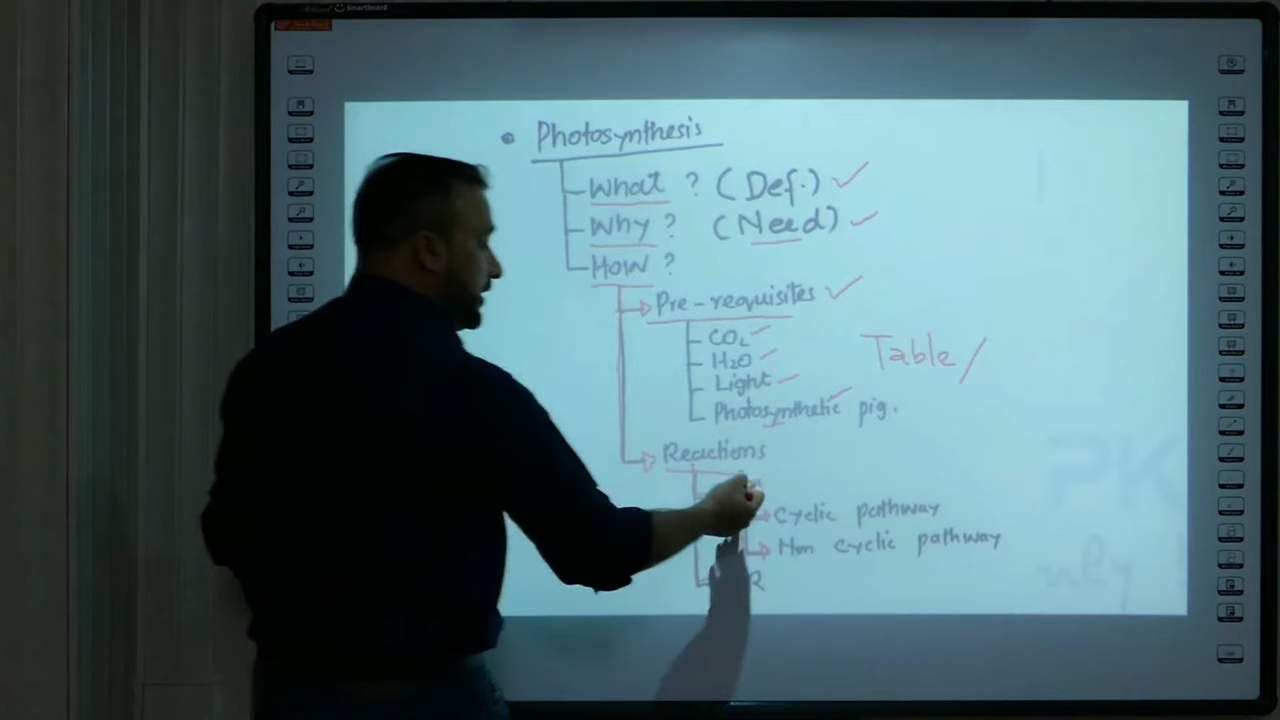 Smartboard
• Photosynthesis
What ? (Def.) ✓
Why ? (Need) ✓
How ?
Pre-requisites ✓
CO₂
H₂O
Light
Photosynthetic pig.
Table/
Reactions
Cyclic pathway
Non cyclic pathway
R